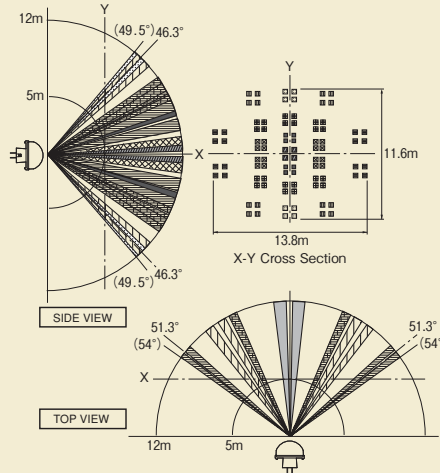 12m
Y
(49.5°)
46.3°
5m
X
46.3°
(49.5°)
SIDE VIEW
Y
11.6m
13.8m
X-Y Cross Section
51.3°
(54°)
51.3°
(54°
X
TOP VIEW
12m
5m